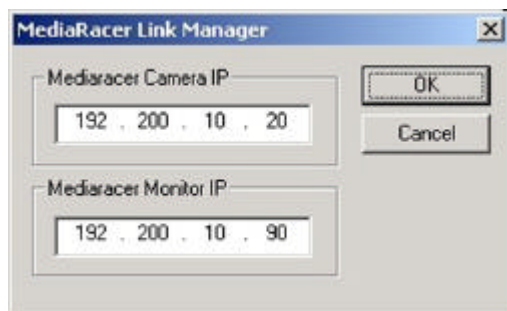 MediaRacer Link Manager
Mediaracer Camera IP
192 . 200 . 10 . 20
OK
Cancel
Mediaracer Monitor IP
192 . 200 . 10 . 90